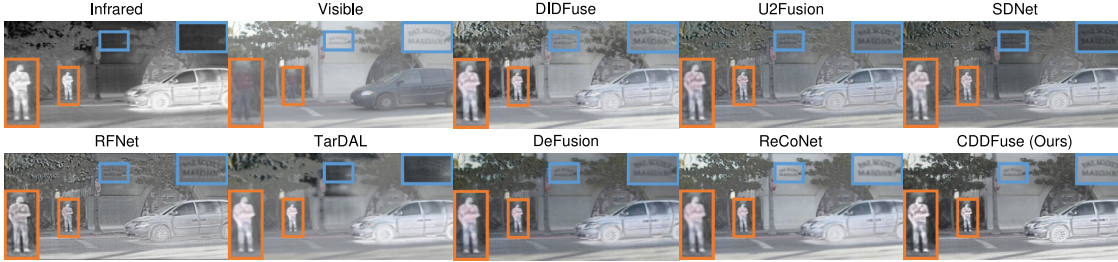 Infrared
Visible
DIDFuse
U2Fusion
SDNet
RFNet
TarDAL
DeFusion
ReCoNet
CDDFuse (Ours)